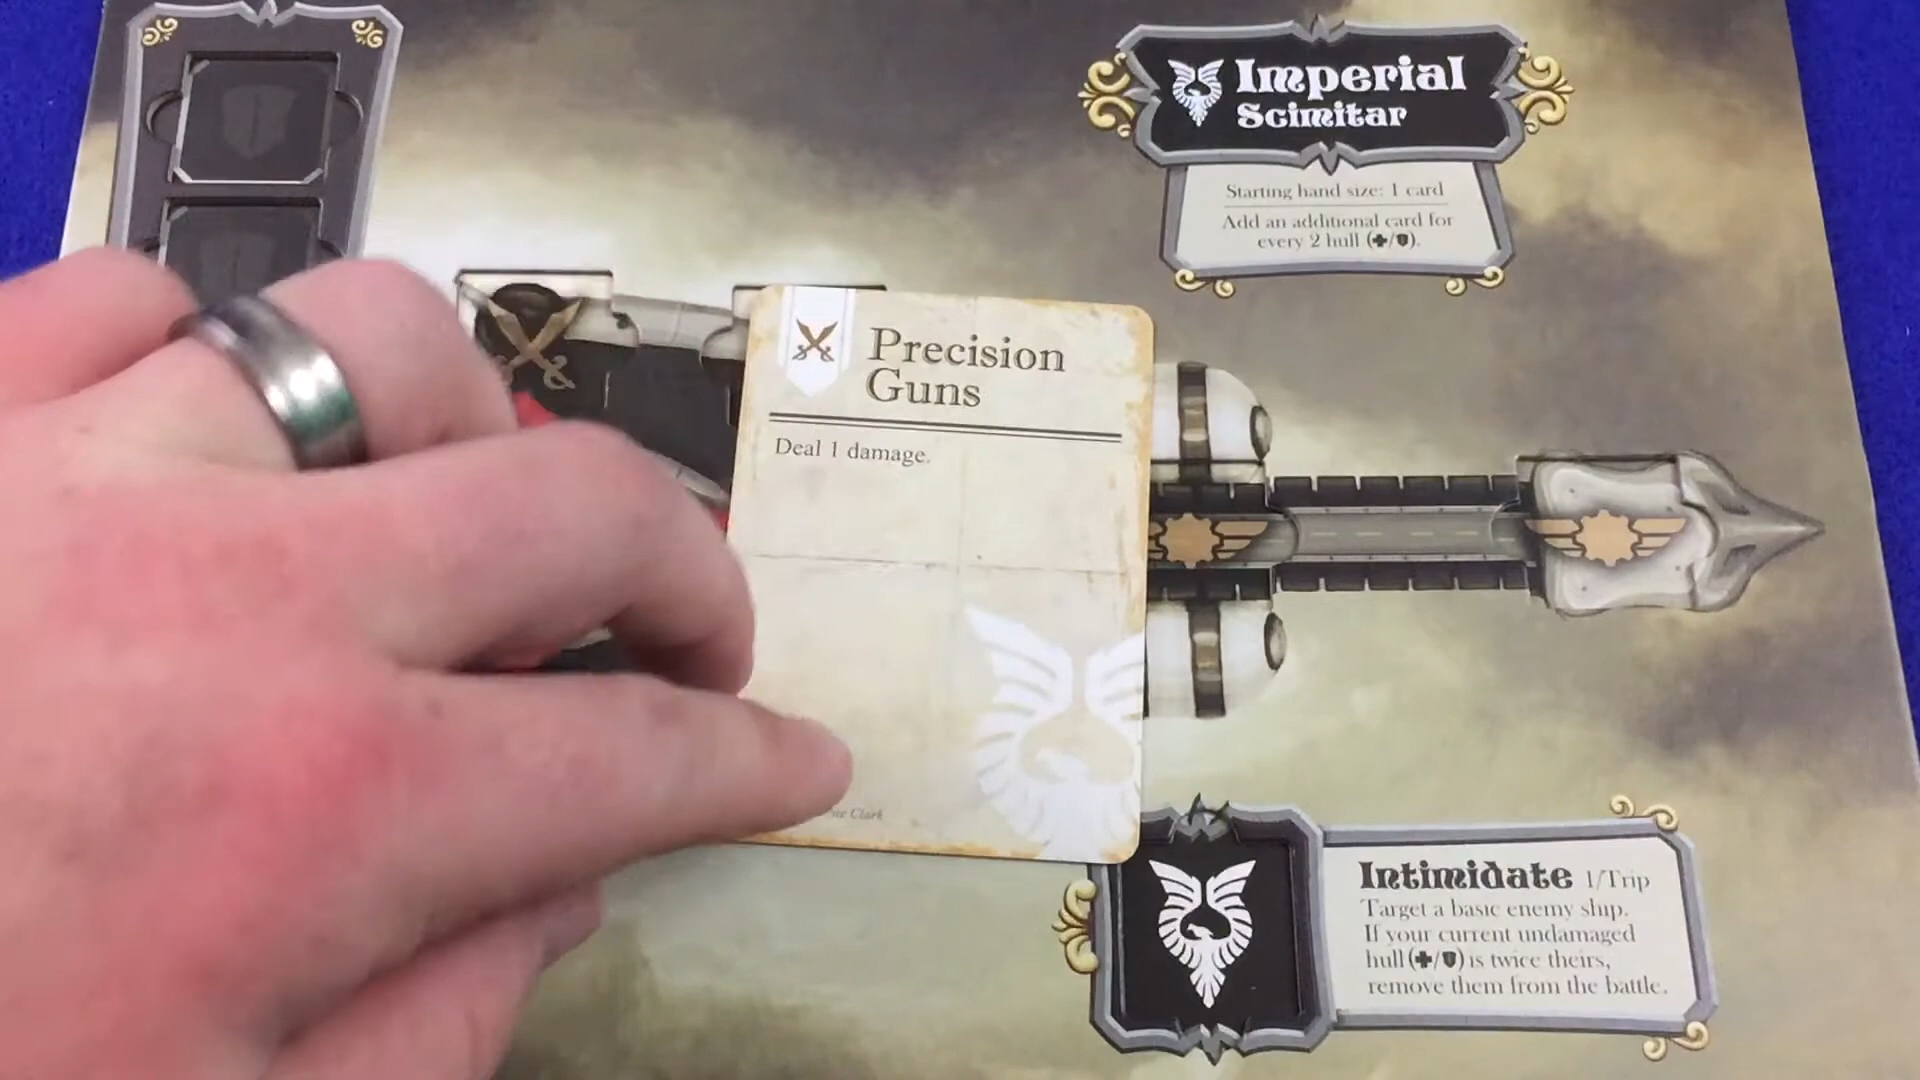 Imperial
Scimitar
Starting hand size: 1 card
Add an additional card for
every 2 hull (✚/⛨).
Precision
Guns
Deal 1 damage.
Clark
Intimidate 1/Trip
Target a basic enemy ship.
If your current undamaged
hull (✚/⛨) is twice theirs,
remove them from the battle.